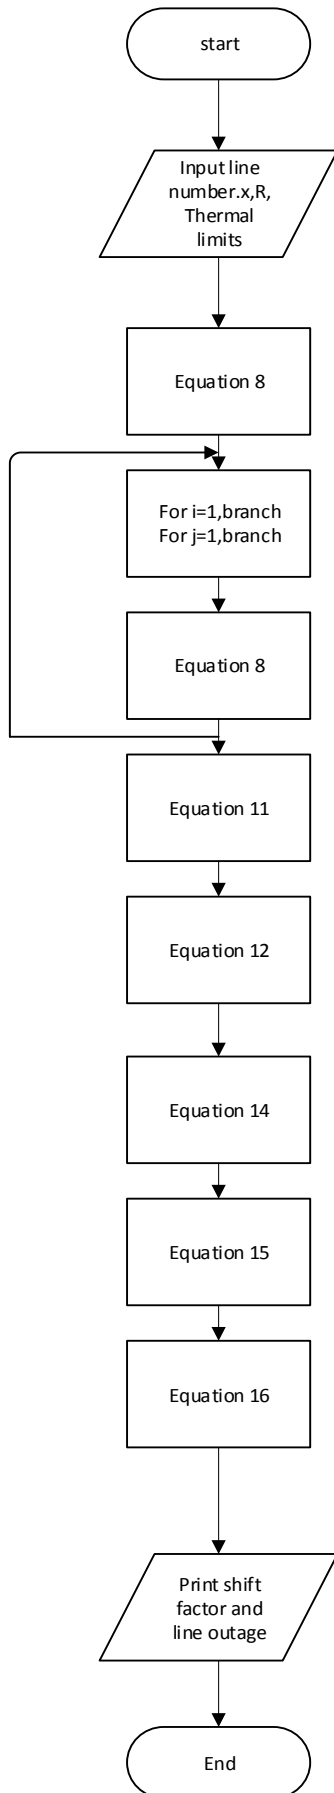 start
Input line
number.x,R,
Thermal
limits
Equation 8
For i=1,branch
For j=1,branch
Equation 8
Equation 11
Equation 12
Equation 14
Equation 15
Equation 16
Print shift
factor and
line outage
End